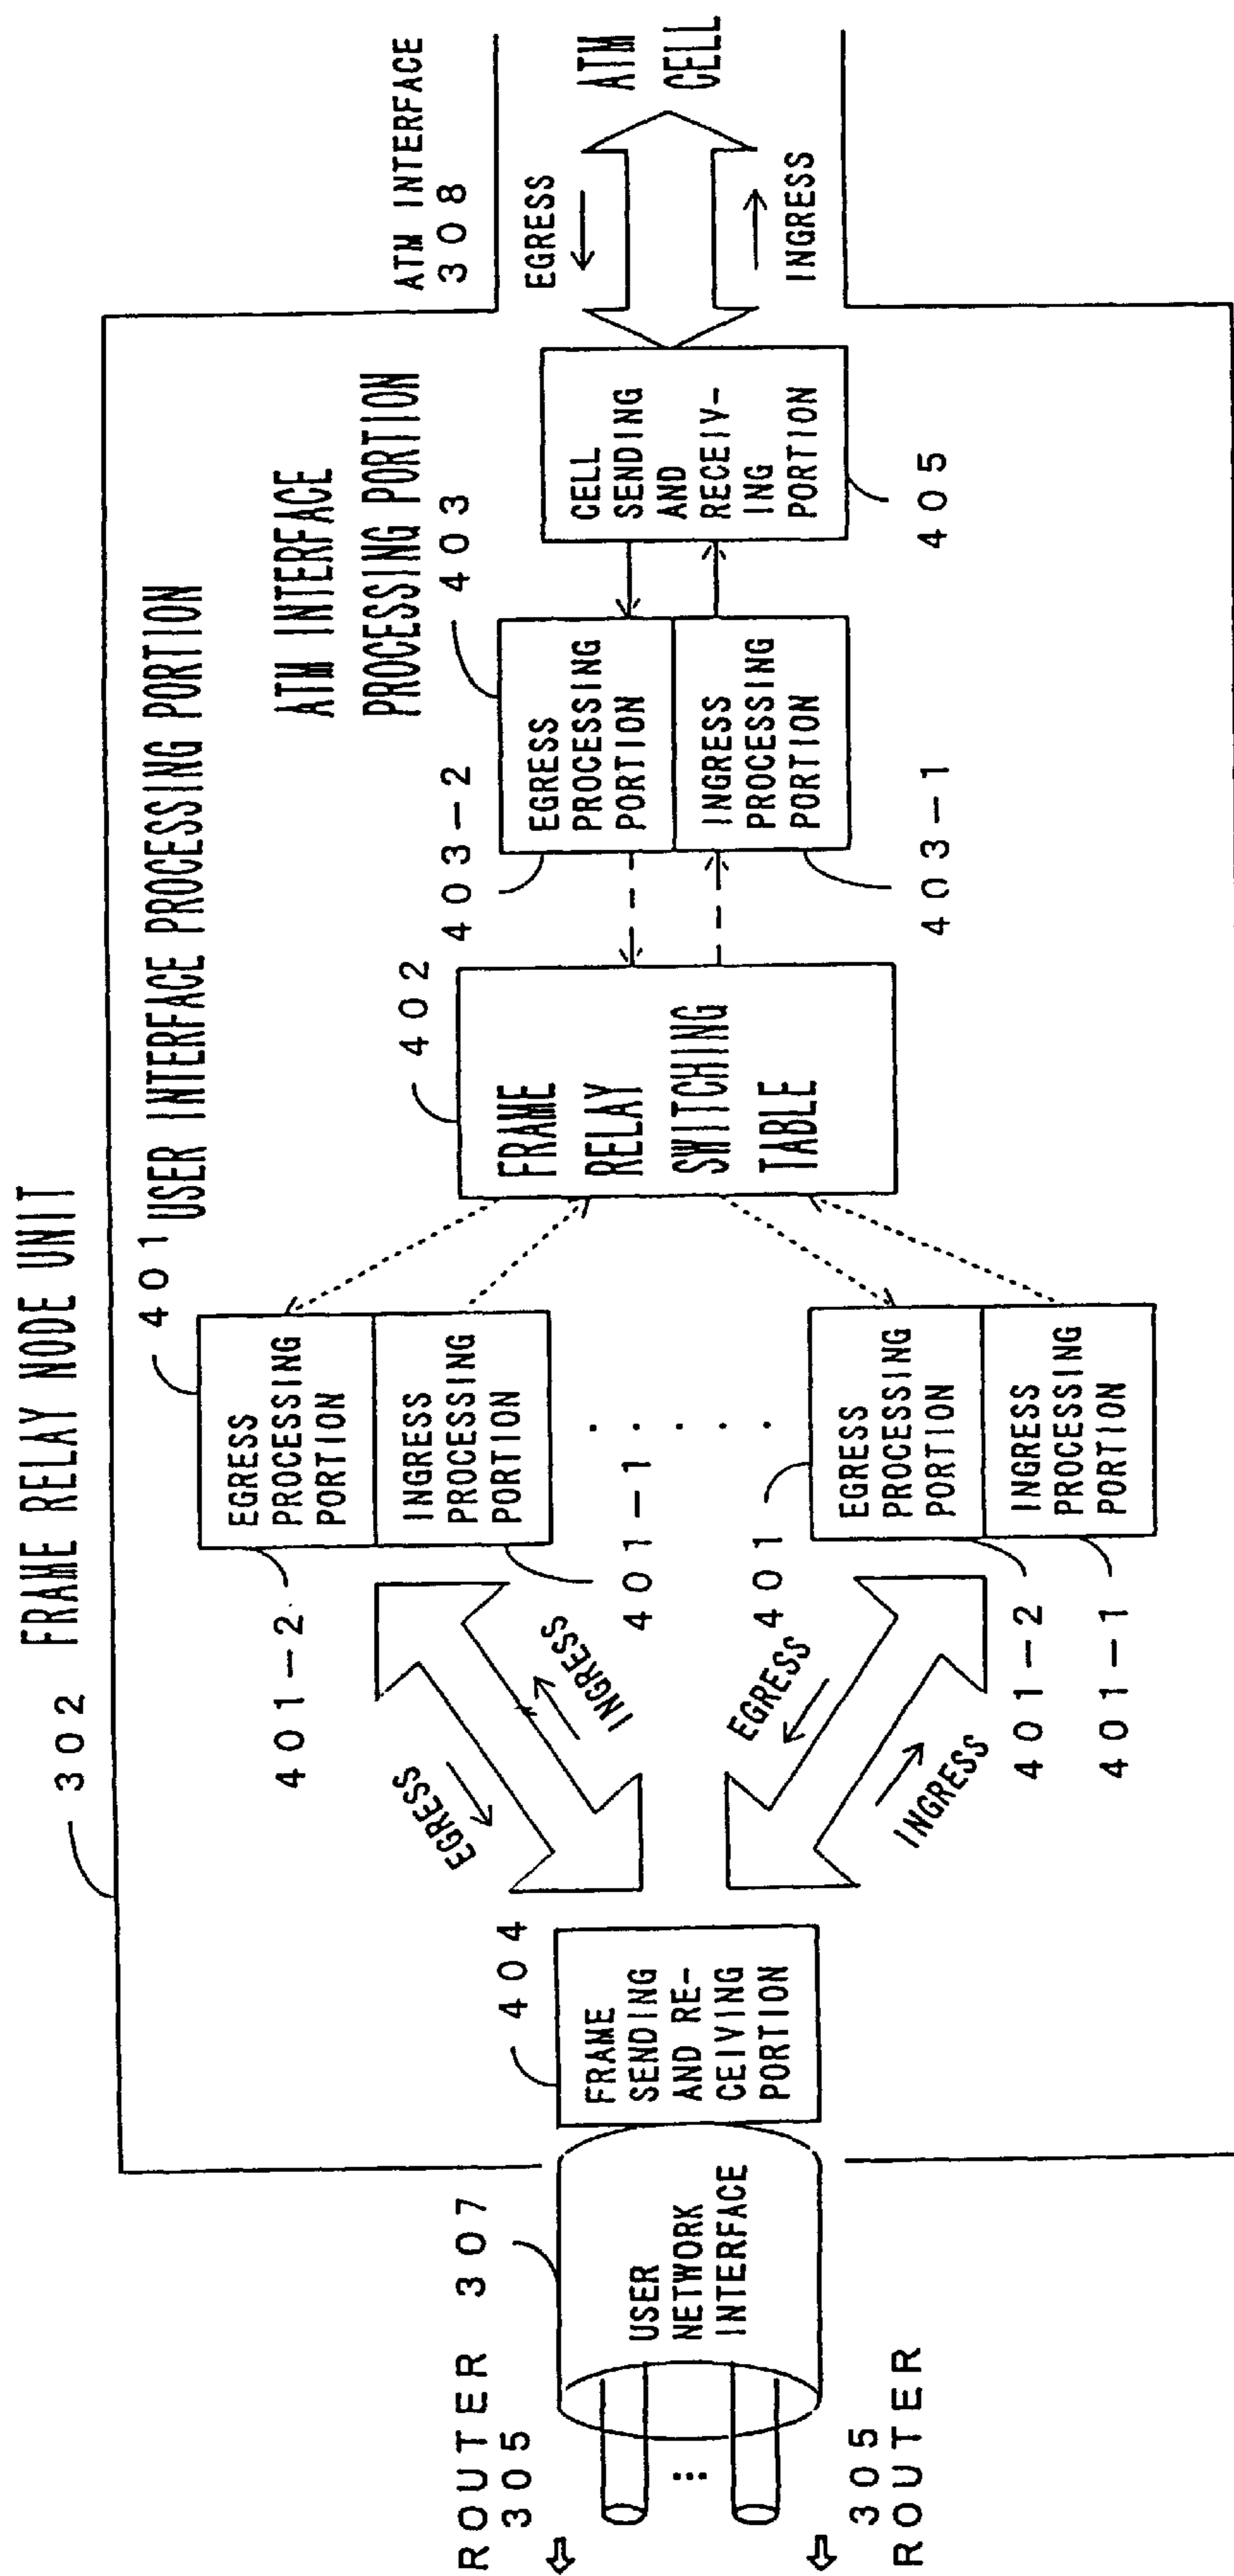 302 FRAME RELAY NODE UNIT
401 USER INTERFACE PROCESSING PORTION
ATM INTERFACE
PROCESSING PORTION
403
ATM INTERFACE
308
ROUTER
305
307
USER
NETWORK
INTERFACE
305
ROUTER
404
FRAME
SENDING
AND RE-
CEIVING
PORTION
EGRESS
INGRESS
EGRESS
INGRESS
401-2
EGRESS
PROCESSING
PORTION
INGRESS
PROCESSING
PORTION
401-1
401
EGRESS
PROCESSING
PORTION
INGRESS
PROCESSING
PORTION
401-2
401-1
402
FRAME
RELAY
SWITCHING
TABLE
403-2
EGRESS
PROCESSING
PORTION
INGRESS
PROCESSING
PORTION
403-1
CELL
SENDING
AND
RECEIV-
ING
PORTION
405
EGRESS
INGRESS
ATM
CELL